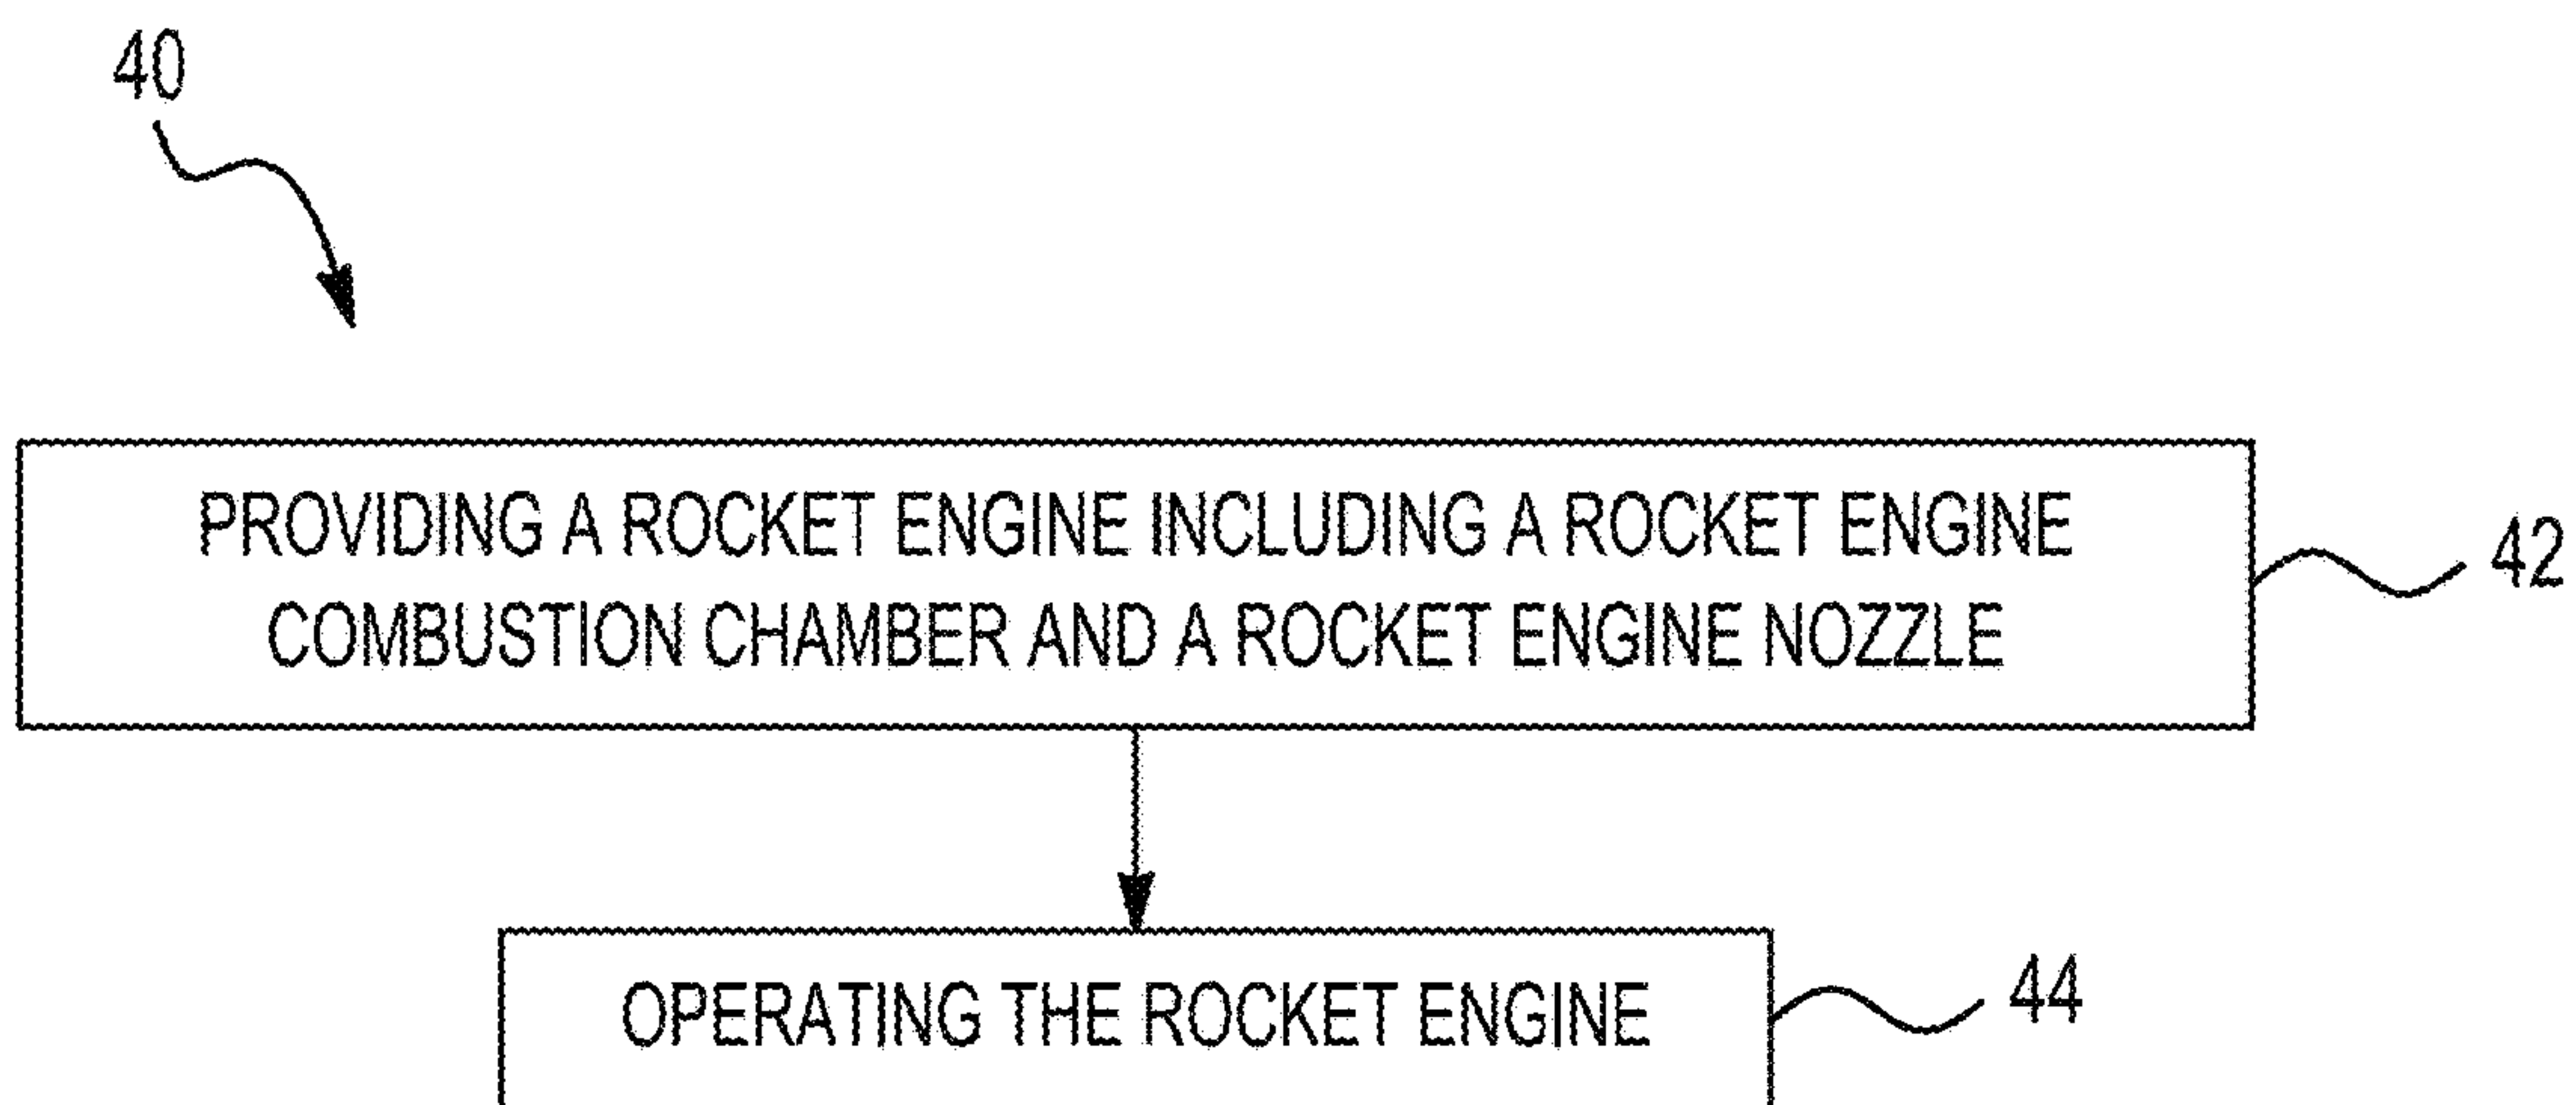 40
PROVIDING A ROCKET ENGINE INCLUDING A ROCKET ENGINE
COMBUSTION CHAMBER AND A ROCKET ENGINE NOZZLE
42
OPERATING THE ROCKET ENGINE
44